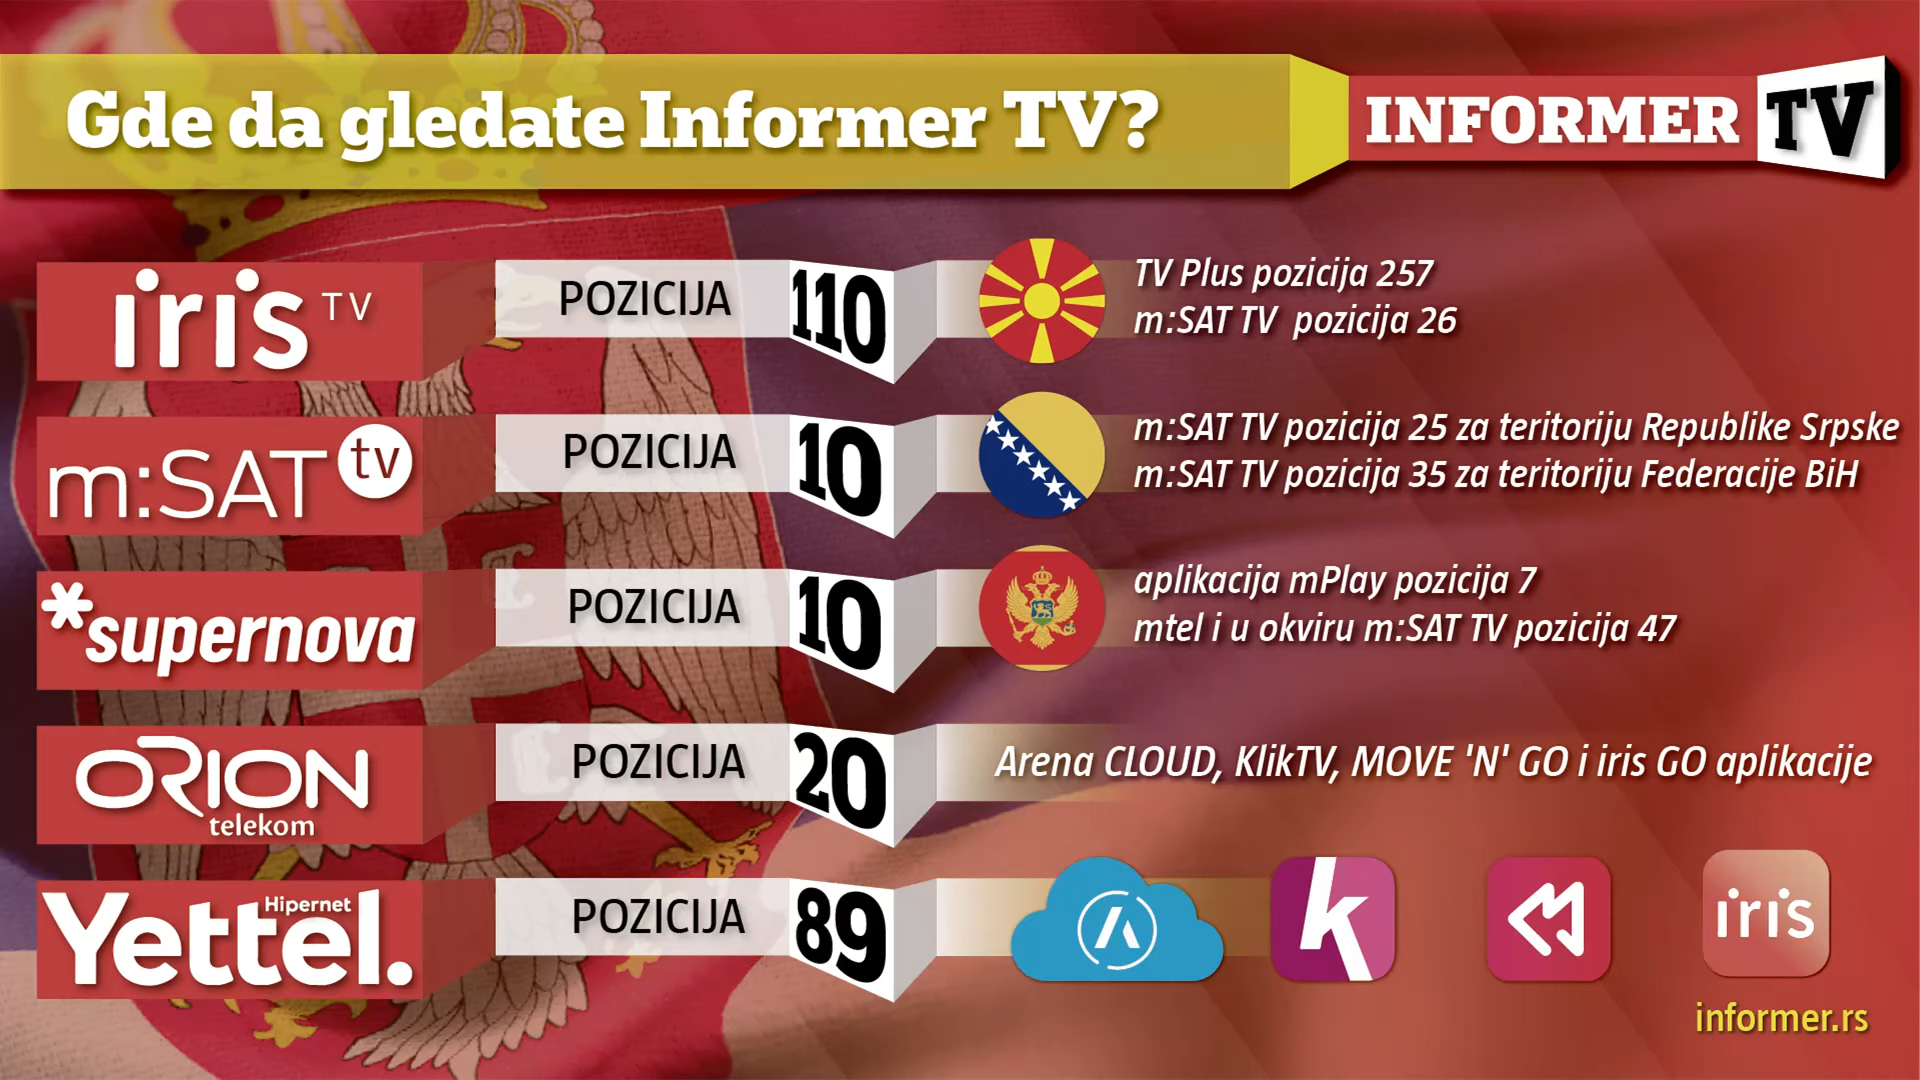 Gde da gledate Informer TV?
INFORMER TV
iris TV
POZICIJA 110
TV Plus pozicija 257
m:SAT TV pozicija 26
m:SAT tv
POZICIJA 10
m:SAT TV pozicija 25 za teritoriju Republike Srpske
m:SAT TV pozicija 35 za teritoriju Federacije BiH
*supernova
POZICIJA 10
aplikacija mPlay pozicija 7
mtel i u okviru m:SAT TV pozicija 47
ORION
telekom
POZICIJA 20
Arena CLOUD, KlikTV, MOVE 'N' GO i iris GO aplikacije
Hipernet
Yettel.
POZICIJA 89
k
iris
informer.rs